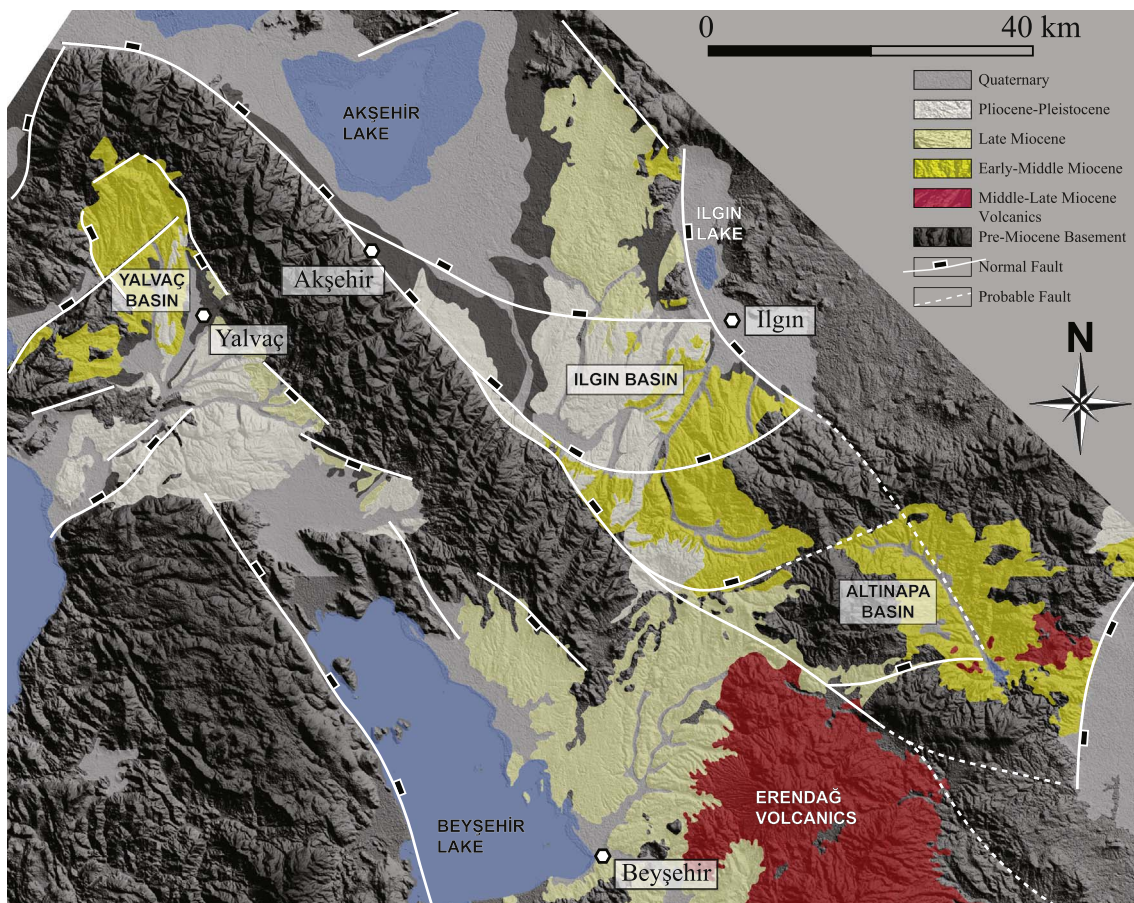 0 40 km
Quaternary
Pliocene-Pleistocene
Late Miocene
Early-Middle Miocene
Middle-Late Miocene
Volcanics
Pre-Miocene Basement
Normal Fault
Probable Fault
N
AKŞEHİR
LAKE
ILGIN
LAKE
Akşehir
YALVAÇ
BASIN
Yalvaç
Ilgın
ILGIN BASIN
ALTINAPA
BASIN
ERENDAĞ
VOLCANICS
BEYŞEHİR
LAKE
Beyşehir